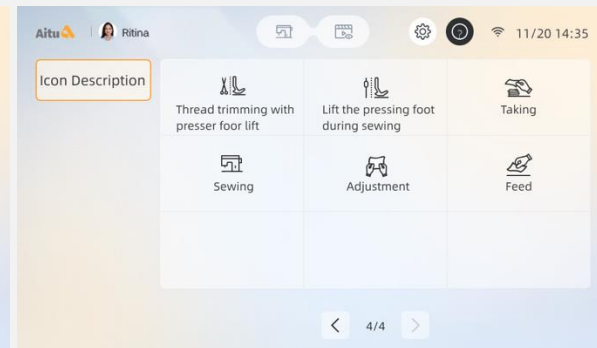 Aitu
Ritina
11/20 14:35
Icon Description
Thread trimming with
presser foor lift
Lift the pressing foot
during sewing
Taking
Sewing
Adjustment
Feed
4/4